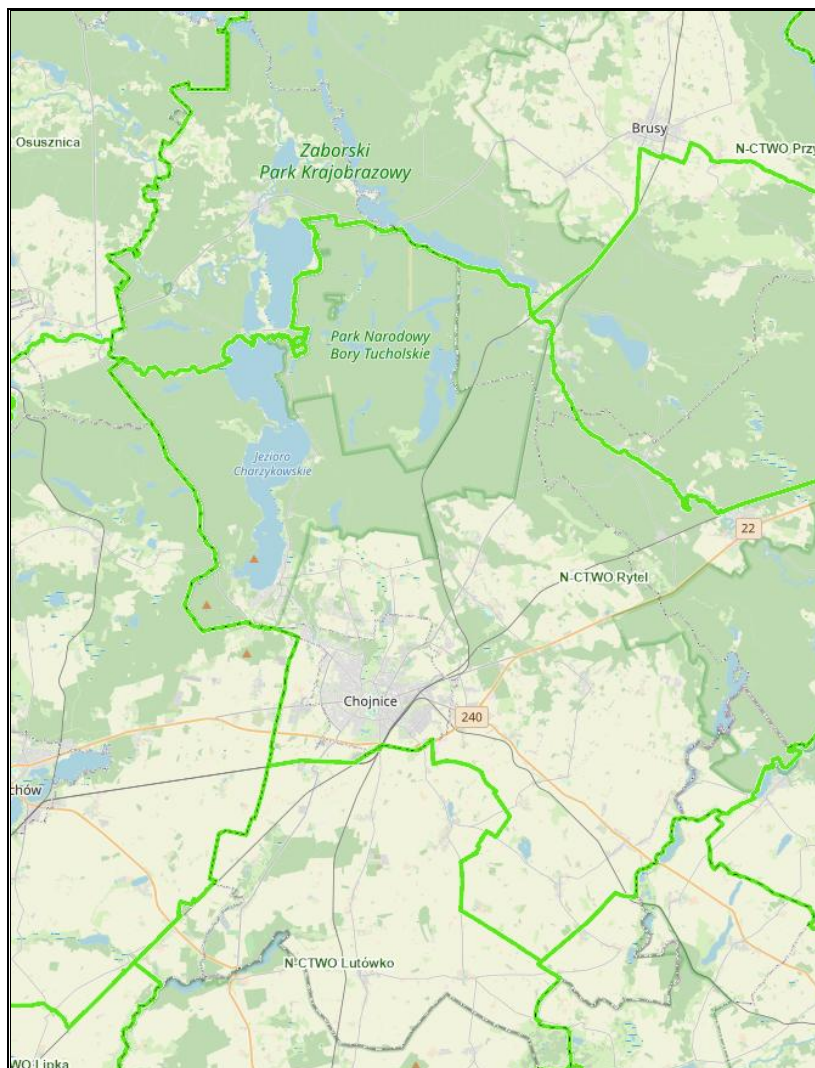 Brusy
Osusznica
N-CTWO Przy
Zaborski
Park Krajobrazowy
Park Narodowy
Bory Tucholskie
Jezioro
Charzykowskie
22
N-CTWO Rytel
Chojnice
240
chów
N-CTWO Lutówko
WO Lipka